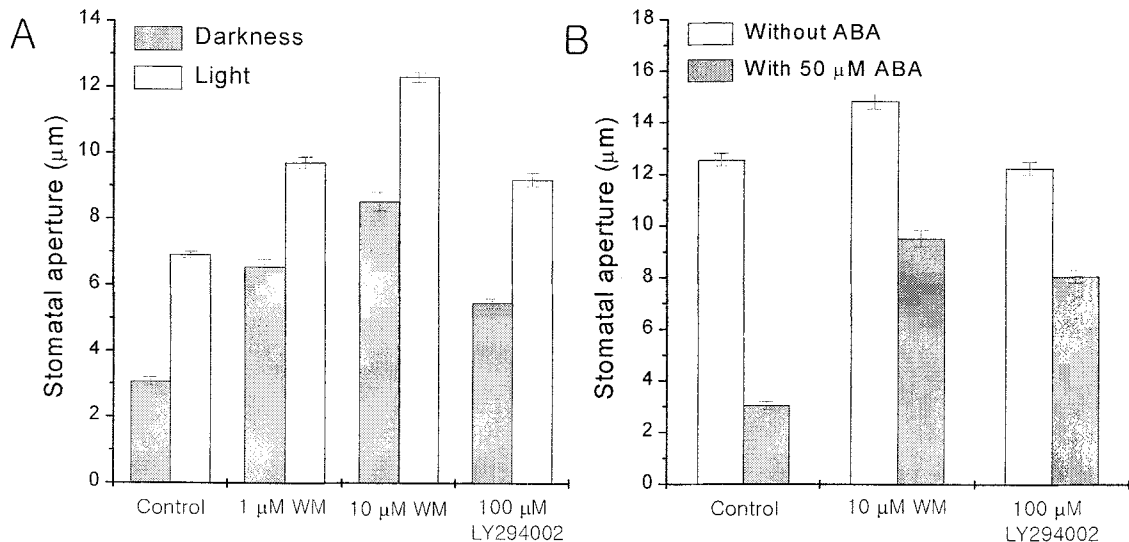 A
Darkness
Light
Stomatal aperture (μm)
14
12
10
8
6
4
2
0
Control
1 μM WM
10 μM WM
100 μM
LY294002
B
Without ABA
With 50 μM ABA
Stomatal aperture (μm)
18
16
14
12
10
8
6
4
2
0
Control
10 μM WM
100 μM
LY294002